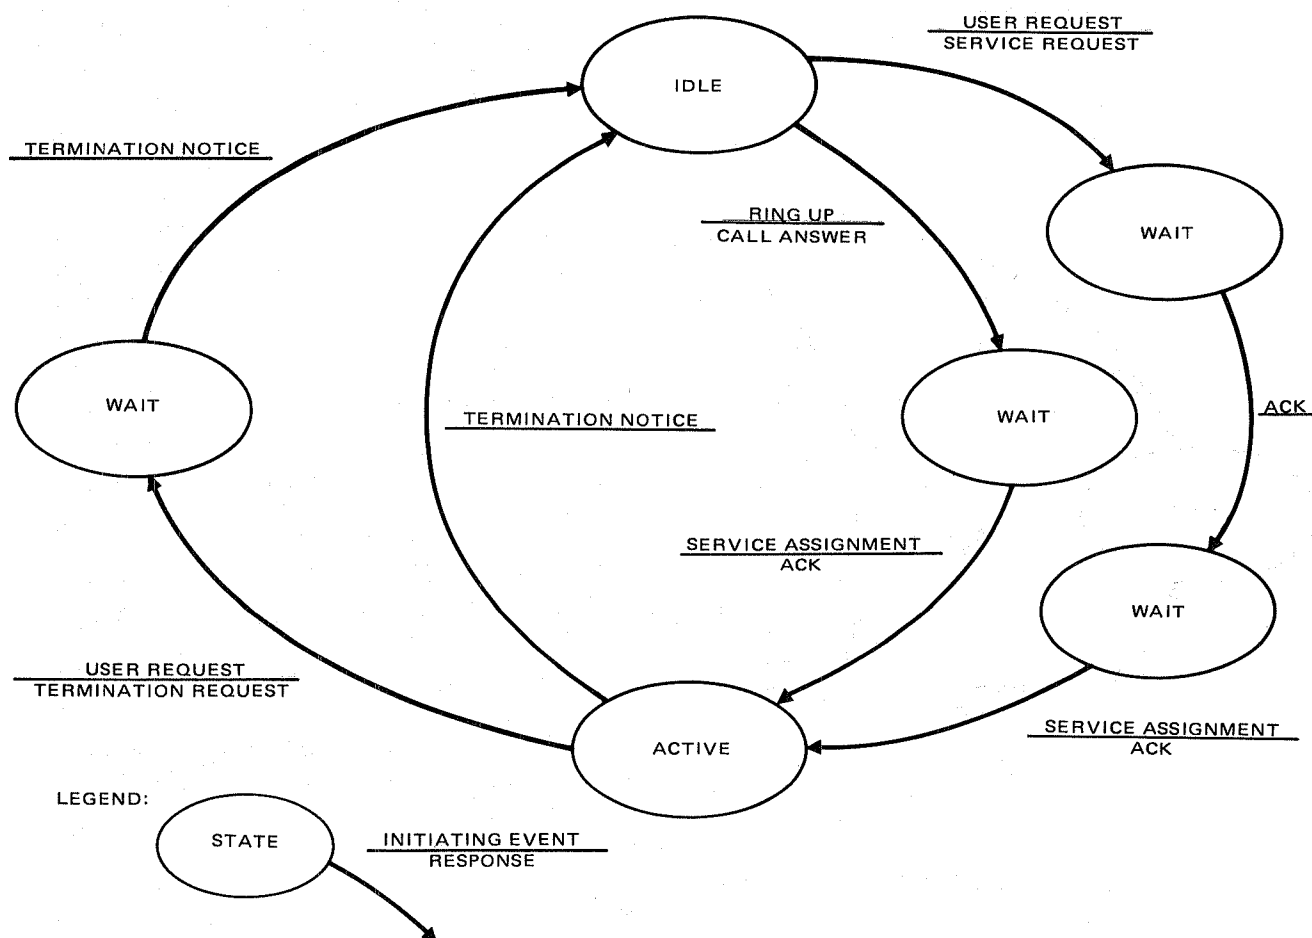 USER REQUEST
SERVICE REQUEST
IDLE
TERMINATION NOTICE
RING UP
CALL ANSWER
WAIT
WAIT
TERMINATION NOTICE
WAIT
ACK
SERVICE ASSIGNMENT
ACK
WAIT
USER REQUEST
TERMINATION REQUEST
ACTIVE
SERVICE ASSIGNMENT
ACK
LEGEND:
STATE
INITIATING EVENT
RESPONSE